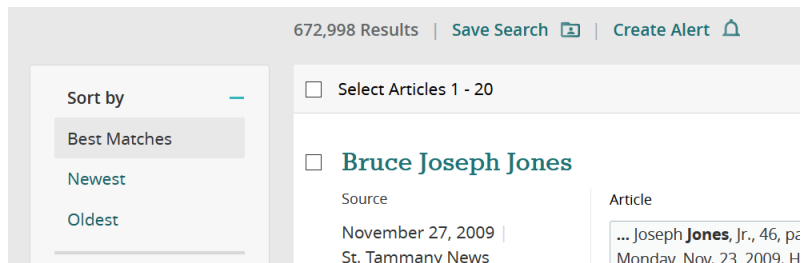 672,998 Results | Save Search | Create Alert
Sort by
Best Matches
Newest
Oldest
Select Articles 1 - 20
Bruce Joseph Jones
Source
November 27, 2009 |
St. Tammany News
Article
... Joseph Jones, Jr., 46, pa
Monday, Nov. 23, 2009. H